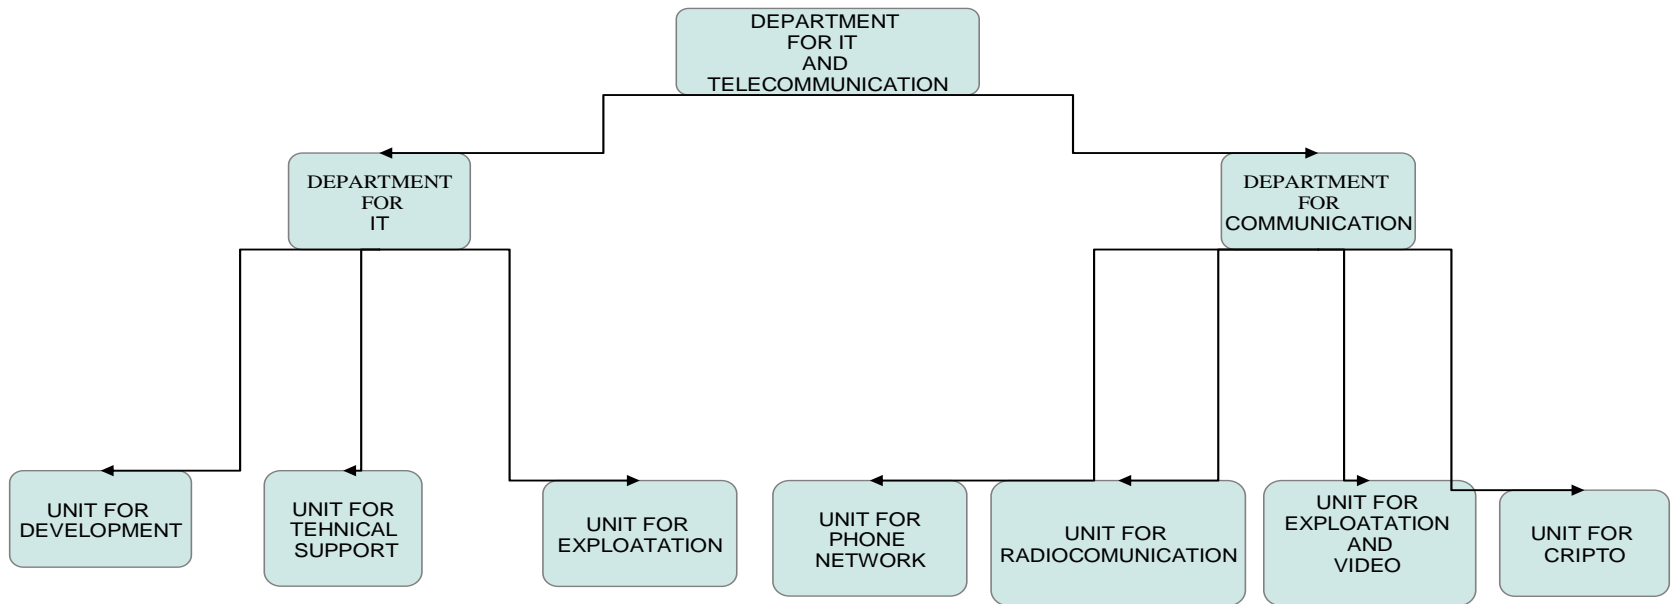 DEPARTMENT
FOR IT
AND
TELECOMMUNICATION
DEPARTMENT
FOR
IT
DEPARTMENT
FOR
COMMUNICATION
UNIT FOR
DEVELOPMENT
UNIT FOR
TEHNICAL
SUPPORT
UNIT FOR
EXPLOATATION
UNIT FOR
PHONE
NETWORK
UNIT FOR
RADIOCOMUNICATION
UNIT FOR
EXPLOATATION
AND
VIDEO
UNIT FOR
CRIPTO